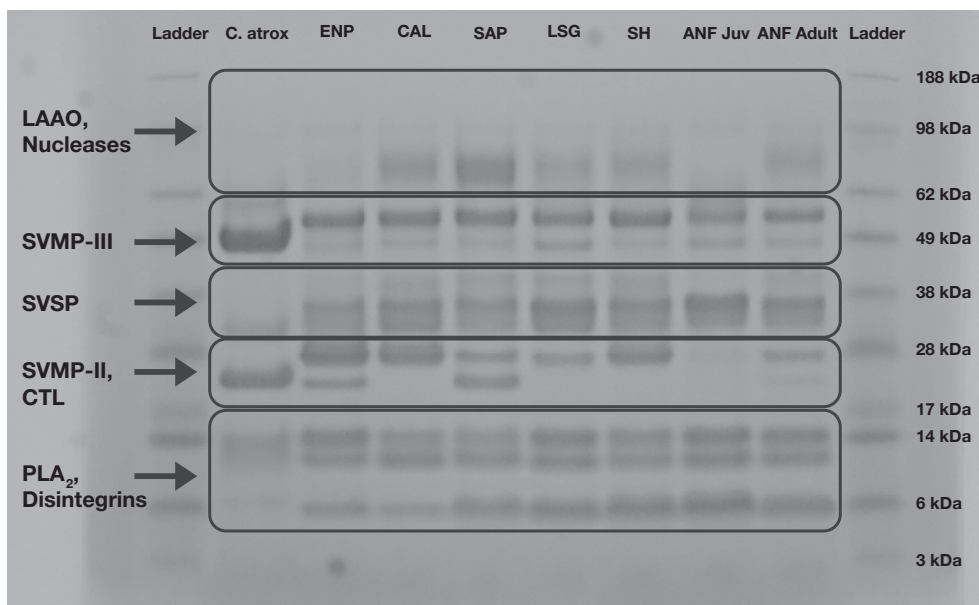 Ladder C. atrox ENP CAL SAP LSG SH ANF Juv ANF Adult Ladder
188 kDa
LAAO,
Nucleases
98 kDa
62 kDa
SVMP-III
49 kDa
SVSP
38 kDa
28 kDa
SVMP-II,
CTL
17 kDa
14 kDa
PLA₂,
Disintegrins
6 kDa
3 kDa